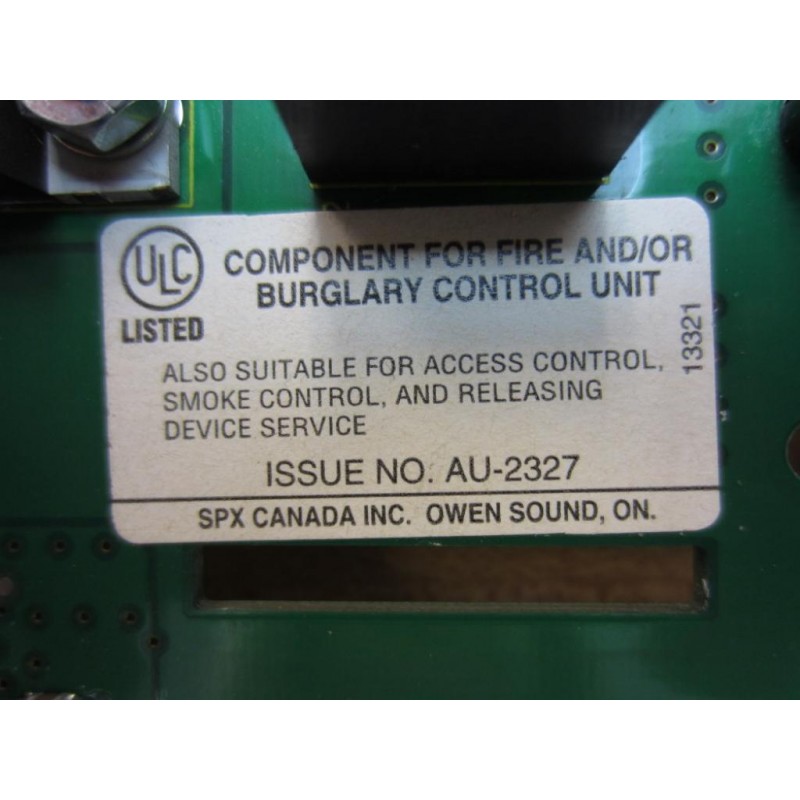 ULC
LISTED
COMPONENT FOR FIRE AND/OR
BURGLARY CONTROL UNIT
13321
ALSO SUITABLE FOR ACCESS CONTROL,
SMOKE CONTROL, AND RELEASING
DEVICE SERVICE
ISSUE NO. AU-2327
SPX CANADA INC. OWEN SOUND, ON.